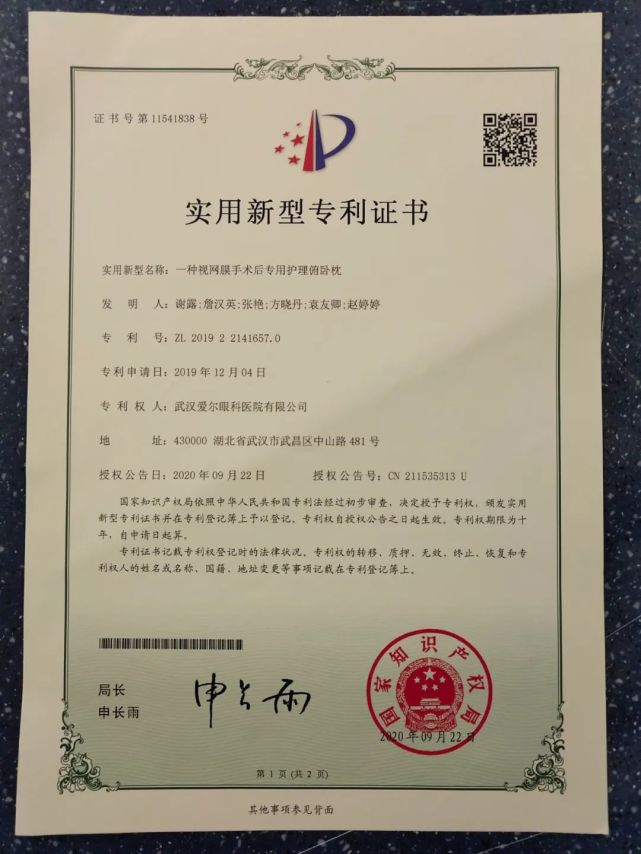 证书号第11541838号
实用新型专利证书
实用新型名称：一种视网膜手术后专用护理俯卧枕
发明人：谢露;詹汉英;张艳;方晓丹;袁友卿;赵婷婷
专利号：ZL 2019 2 2141657.0
专利申请日：2019年12月04日
专利权人：武汉爱尔眼科医院有限公司
地址：430000 湖北省武汉市武昌区中山路481号
授权公告日：2020年09月22日 授权公告号：CN 211535313 U
国家知识产权局依照中华人民共和国专利法经过初步审查，决定授予专利权，颁发实用
新型专利证书并在专利登记簿上予以登记。专利权自授权公告之日起生效。专利权期限为十
年，自申请日起算。
专利证书记载专利权登记时的法律状况。专利权的转移、质押、无效、终止、恢复和专
利权人的姓名或名称、国籍、地址变更等事项记载在专利登记簿上。
局长
申长雨
申长雨
国家知识产权局
2020年09月22日
第1页(共2页)
其他事项参见背面